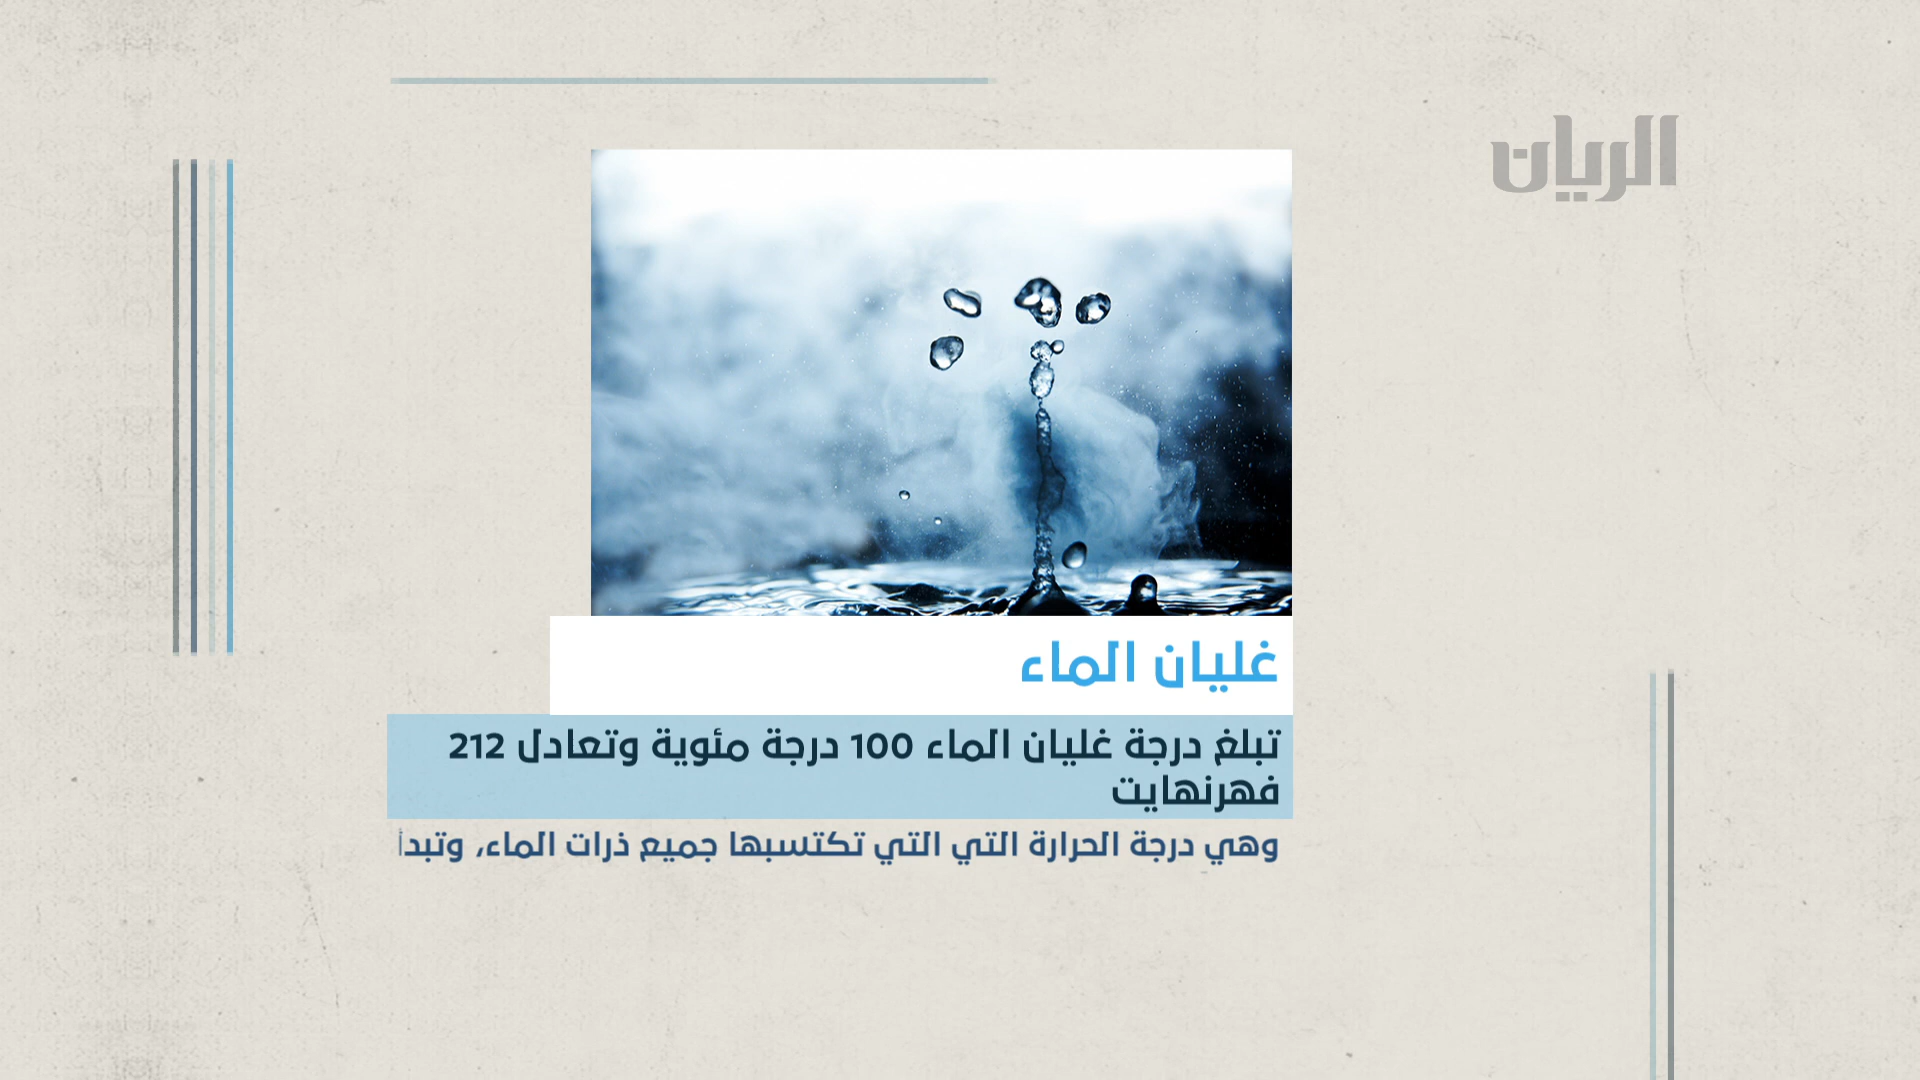 الريان
غليان الماء
تبلغ درجة غليان الماء 100 درجة مئوية وتعادل 212
فهرنهايت
وهي درجة الحرارة التي التي تكتسبها جميع ذرات الماء، وتبدأ